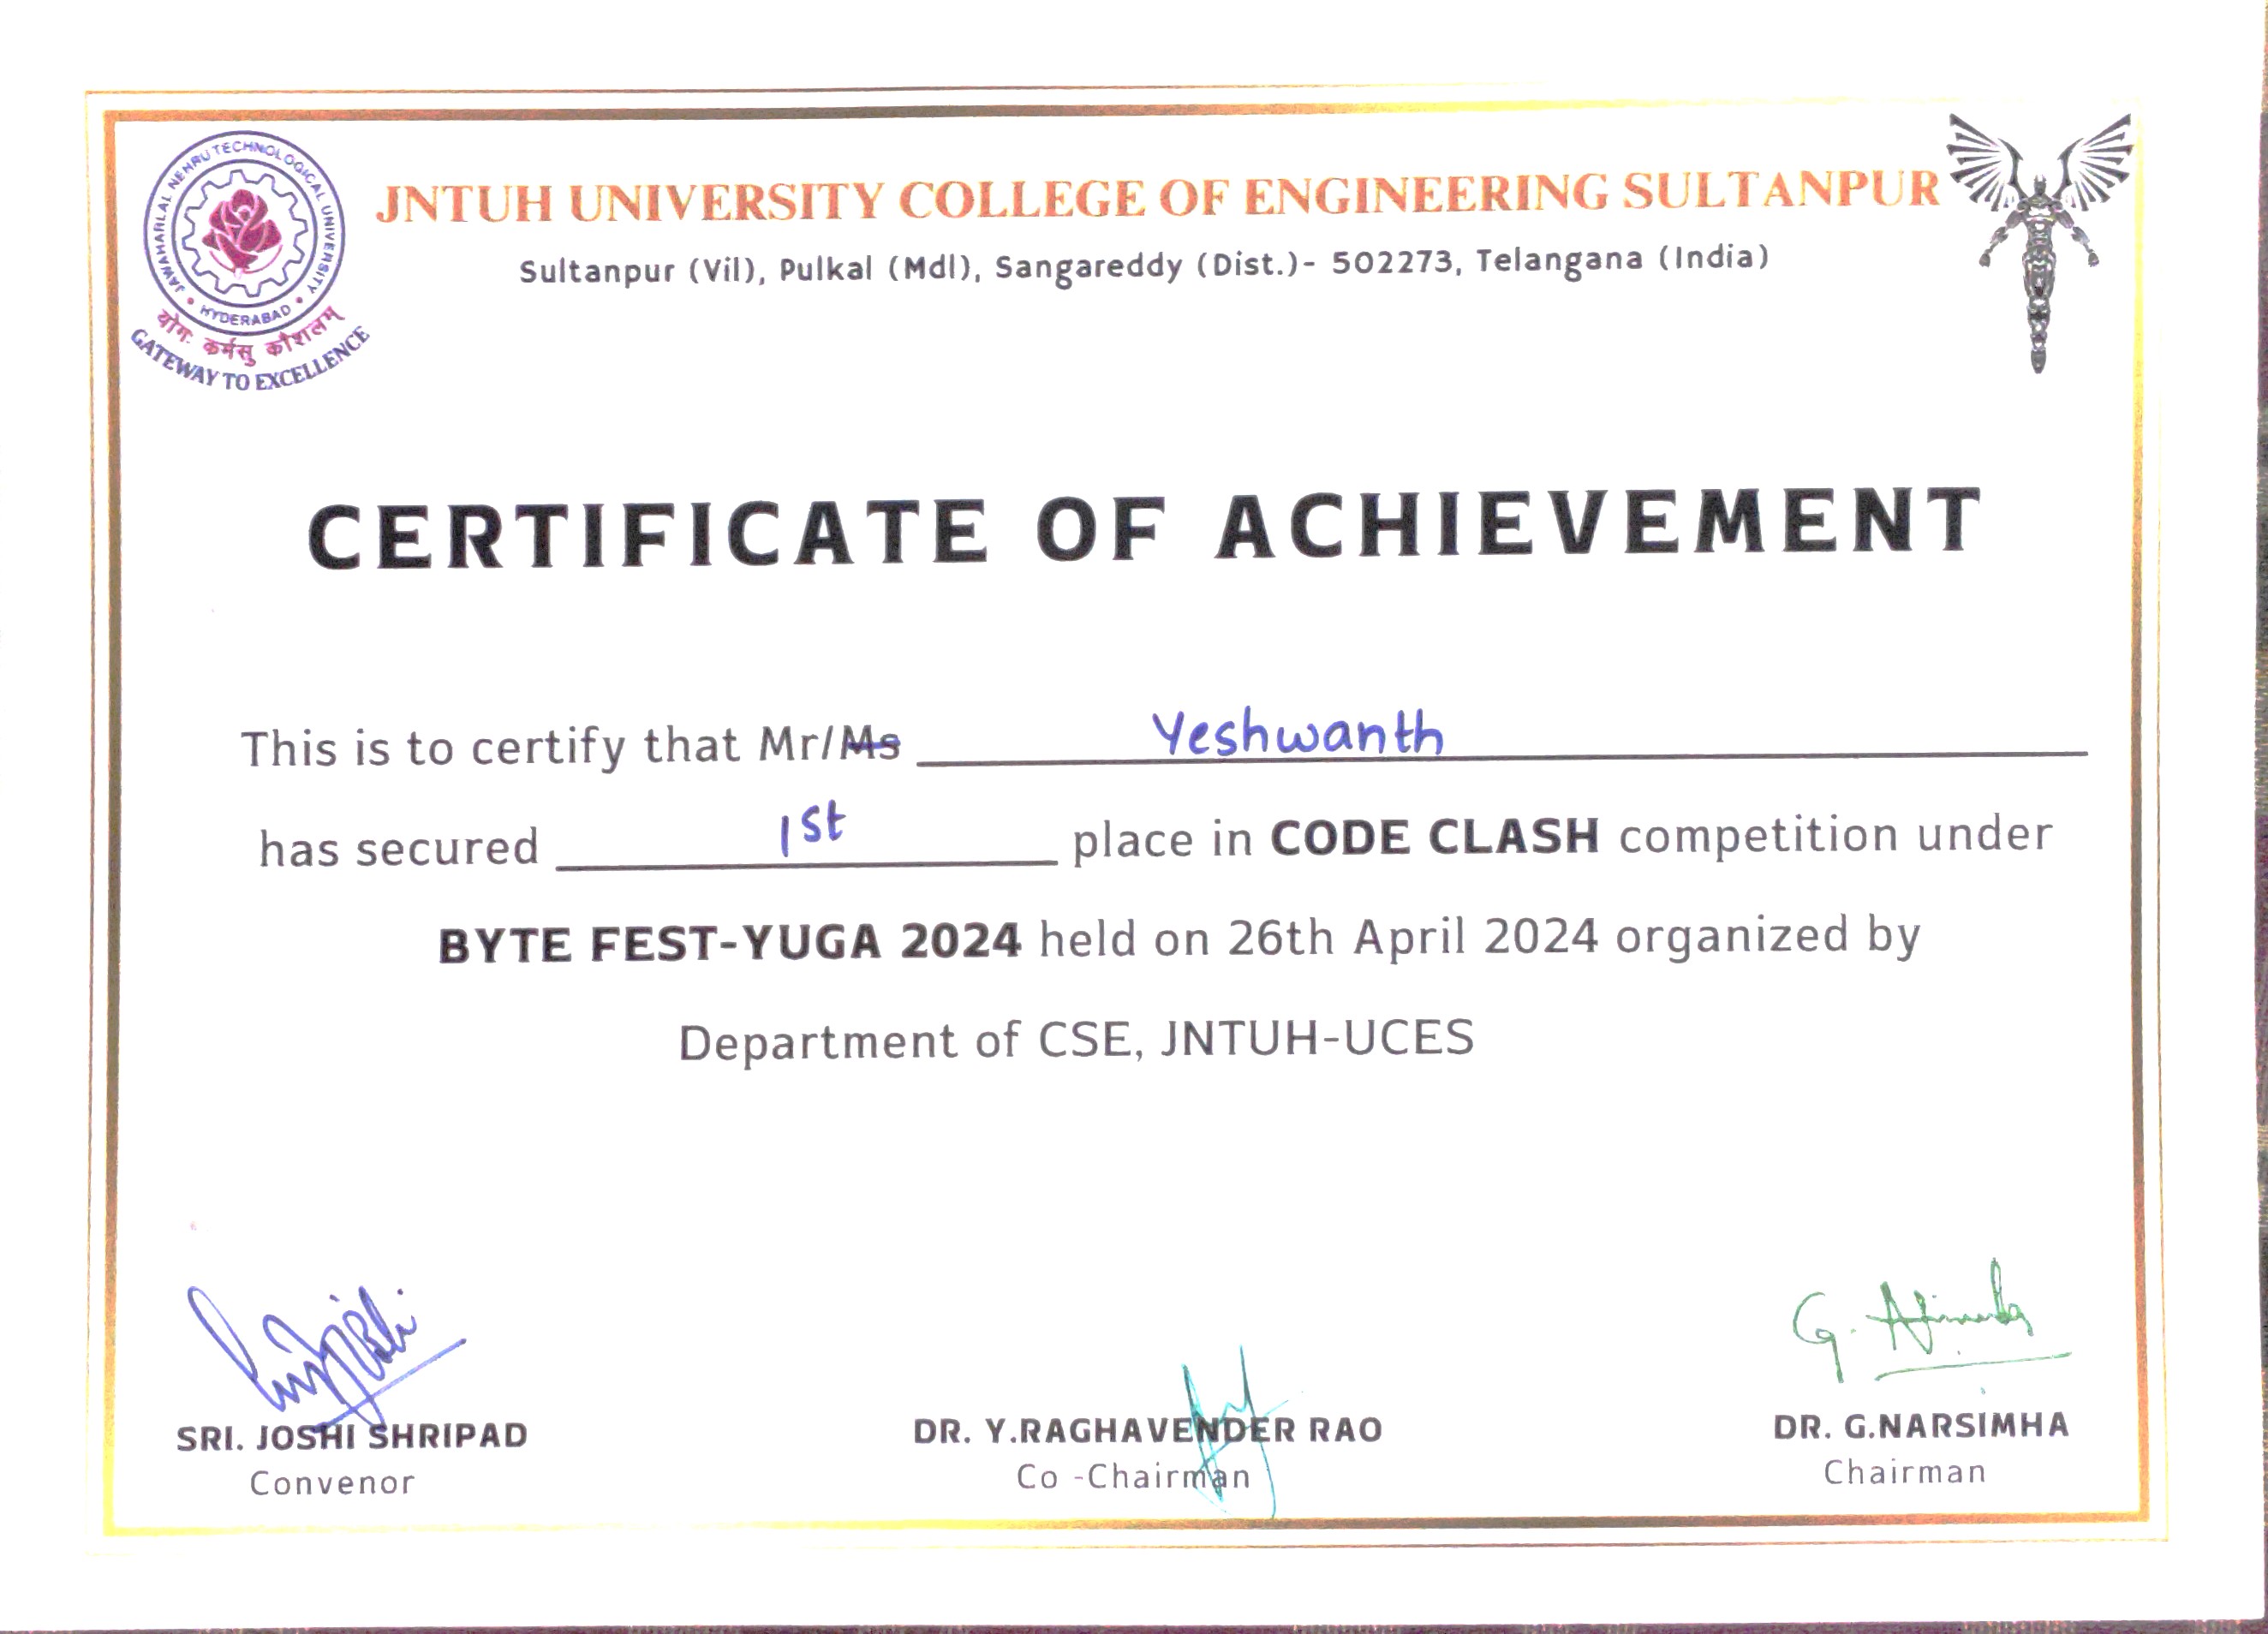 JAWAHARLAL NEHRU TECHNOLOGICAL UNIVERSITY
• HYDERABAD •
योगः कर्मसु कौशलम्
GATEWAY TO EXCELLENCE
JNTUH UNIVERSITY COLLEGE OF ENGINEERING SULTANPUR
Sultanpur (Vil), Pulkal (Mdl), Sangareddy (Dist.)- 502273, Telangana (India)
CERTIFICATE OF ACHIEVEMENT
This is to certify that Mr/Ms Yeshwanth
has secured 1st place in CODE CLASH competition under
BYTE FEST-YUGA 2024 held on 26th April 2024 organized by
Department of CSE, JNTUH-UCES
SRI. JOSHI SHRIPAD
Convenor
DR. Y.RAGHAVENDER RAO
Co -Chairman
DR. G.NARSIMHA
Chairman